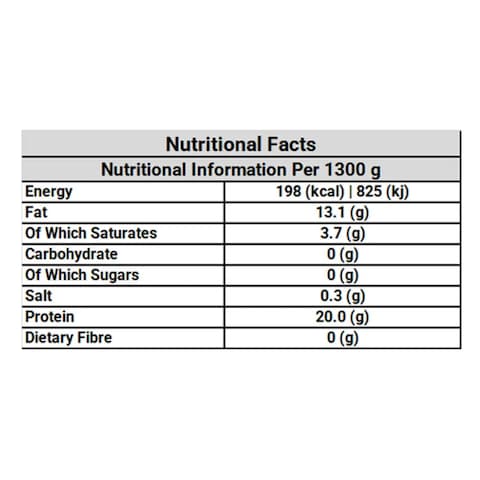 Nutritional Facts
Nutritional Information Per 1300 g
Energy 198 (kcal) | 825 (kj)
Fat 13.1 (g)
Of Which Saturates 3.7 (g)
Carbohydrate 0 (g)
Of Which Sugars 0 (g)
Salt 0.3 (g)
Protein 20.0 (g)
Dietary Fibre 0 (g)